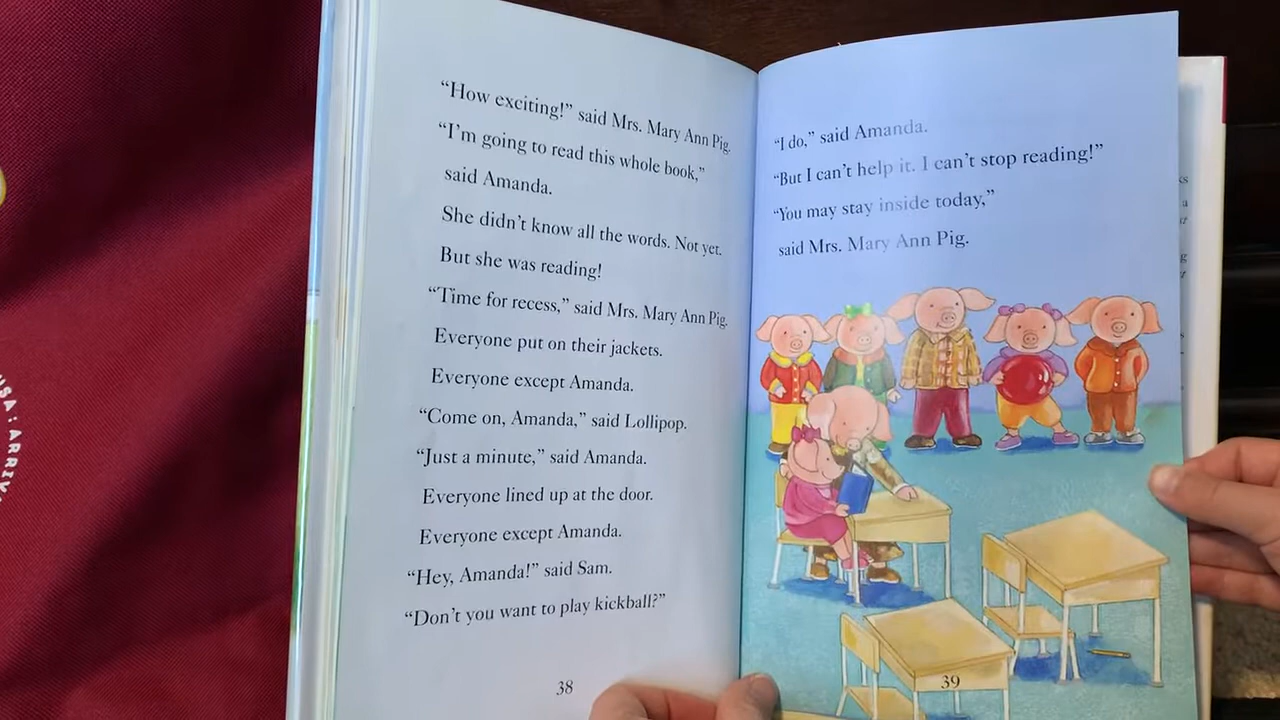 “How exciting!” said Mrs. Mary Ann Pig.
“I’m going to read this whole book,”
said Amanda.
She didn’t know all the words. Not yet.
But she was reading!
“Time for recess,” said Mrs. Mary Ann Pig.
Everyone put on their jackets.
Everyone except Amanda.
“Come on, Amanda,” said Lollipop.
“Just a minute,” said Amanda.
Everyone lined up at the door.
Everyone except Amanda.
“Hey, Amanda!” said Sam.
“Don’t you want to play kickball?”
38
“I do,” said Amanda.
“But I can’t help it. I can’t stop reading!”
“You may stay inside today,”
said Mrs. Mary Ann Pig.
39